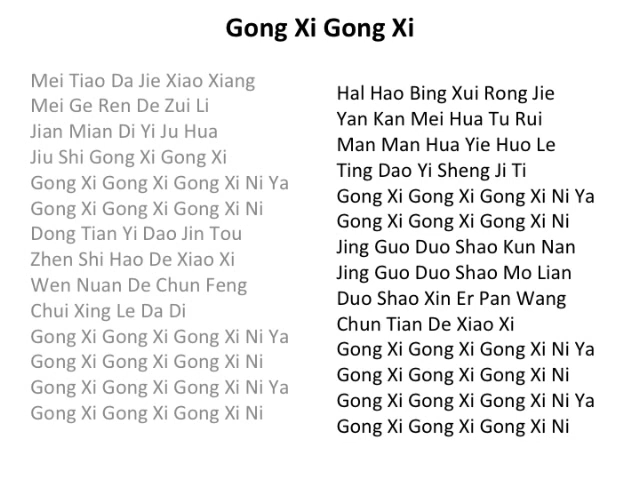 Gong Xi Gong Xi
Mei Tiao Da Jie Xiao Xiang
Mei Ge Ren De Zui Li
Jian Mian Di Yi Ju Hua
Jiu Shi Gong Xi Gong Xi
Gong Xi Gong Xi Gong Xi Ni Ya
Gong Xi Gong Xi Gong Xi Ni
Dong Tian Yi Dao Jin Tou
Zhen Shi Hao De Xiao Xi
Wen Nuan De Chun Feng
Chui Xing Le Da Di
Gong Xi Gong Xi Gong Xi Ni Ya
Gong Xi Gong Xi Gong Xi Ni
Gong Xi Gong Xi Gong Xi Ni Ya
Gong Xi Gong Xi Gong Xi Ni
Hal Hao Bing Xui Rong Jie
Yan Kan Mei Hua Tu Rui
Man Man Hua Yie Huo Le
Ting Dao Yi Sheng Ji Ti
Gong Xi Gong Xi Gong Xi Ni Ya
Gong Xi Gong Xi Gong Xi Ni
Jing Guo Duo Shao Kun Nan
Jing Guo Duo Shao Mo Lian
Duo Shao Xin Er Pan Wang
Chun Tian De Xiao Xi
Gong Xi Gong Xi Gong Xi Ni Ya
Gong Xi Gong Xi Gong Xi Ni
Gong Xi Gong Xi Gong Xi Ni Ya
Gong Xi Gong Xi Gong Xi Ni